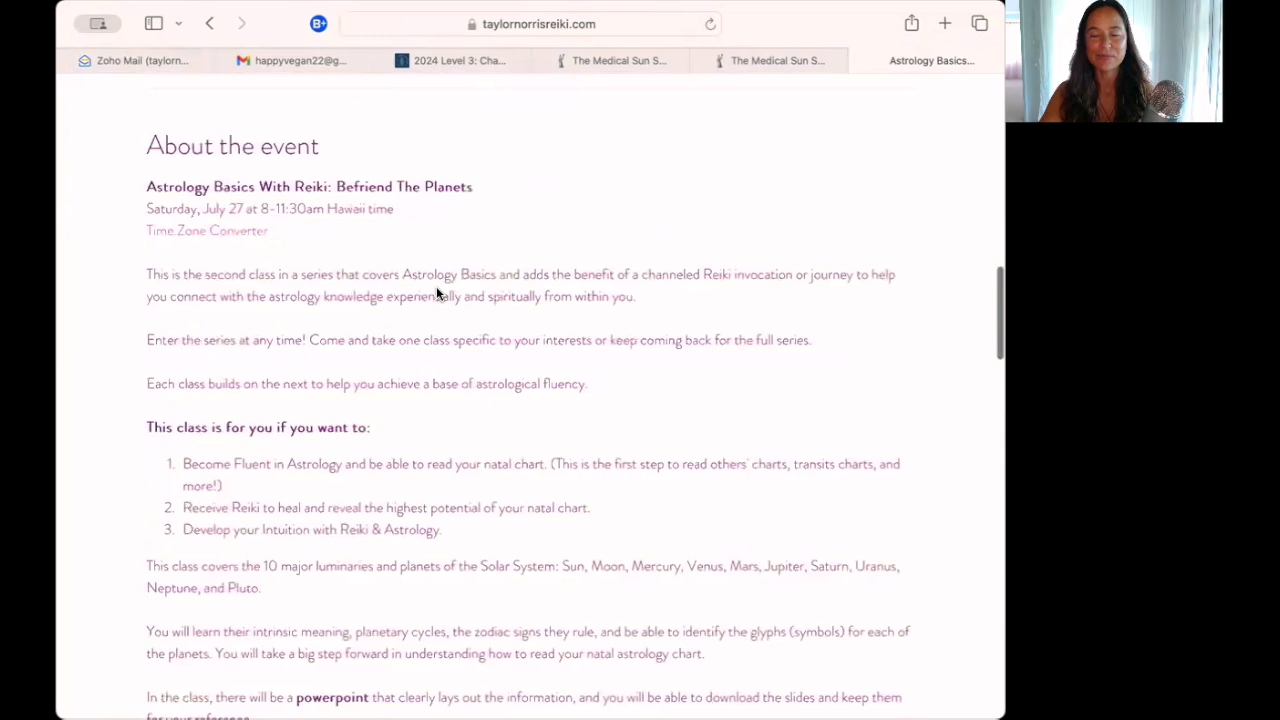 taylornorrisreiki.com
Zoho Mail (taylorn...
happyvegan22@g...
2024 Level 3: Cha...
The Medical Sun S...
The Medical Sun S...
Astrology Basics...
About the event
Astrology Basics With Reiki: Befriend The Planets
Saturday, July 27 at 8-11:30am Hawaii time
Time Zone Converter
This is the second class in a series that covers Astrology Basics and adds the benefit of a channeled Reiki invocation or journey to help
you connect with the astrology knowledge experientially and spiritually from within you.
Enter the series at any time! Come and take one class specific to your interests or keep coming back for the full series.
Each class builds on the next to help you achieve a base of astrological fluency.
This class is for you if you want to:
1. Become Fluent in Astrology and be able to read your natal chart. (This is the first step to read others' charts, transits charts, and
more!)
2. Receive Reiki to heal and reveal the highest potential of your natal chart.
3. Develop your Intuition with Reiki & Astrology.
This class covers the 10 major luminaries and planets of the Solar System: Sun, Moon, Mercury, Venus, Mars, Jupiter, Saturn, Uranus,
Neptune, and Pluto.
You will learn their intrinsic meaning, planetary cycles, the zodiac signs they rule, and be able to identify the glyphs (symbols) for each of
the planets. You will take a big step forward in understanding how to read your natal astrology chart.
In the class, there will be a powerpoint that clearly lays out the information, and you will be able to download the slides and keep them
for your reference.